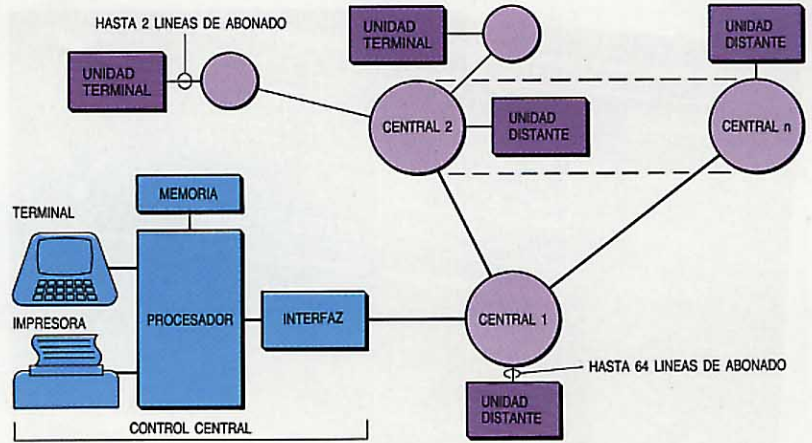 HASTA 2 LINEAS DE ABONADO
UNIDAD
TERMINAL
UNIDAD
TERMINAL
UNIDAD
DISTANTE
CENTRAL 2
UNIDAD
DISTANTE
CENTRAL n
MEMORIA
TERMINAL
PROCESADOR
INTERFAZ
CENTRAL 1
IMPRESORA
HASTA 64 LINEAS DE ABONADO
UNIDAD
DISTANTE
CONTROL CENTRAL